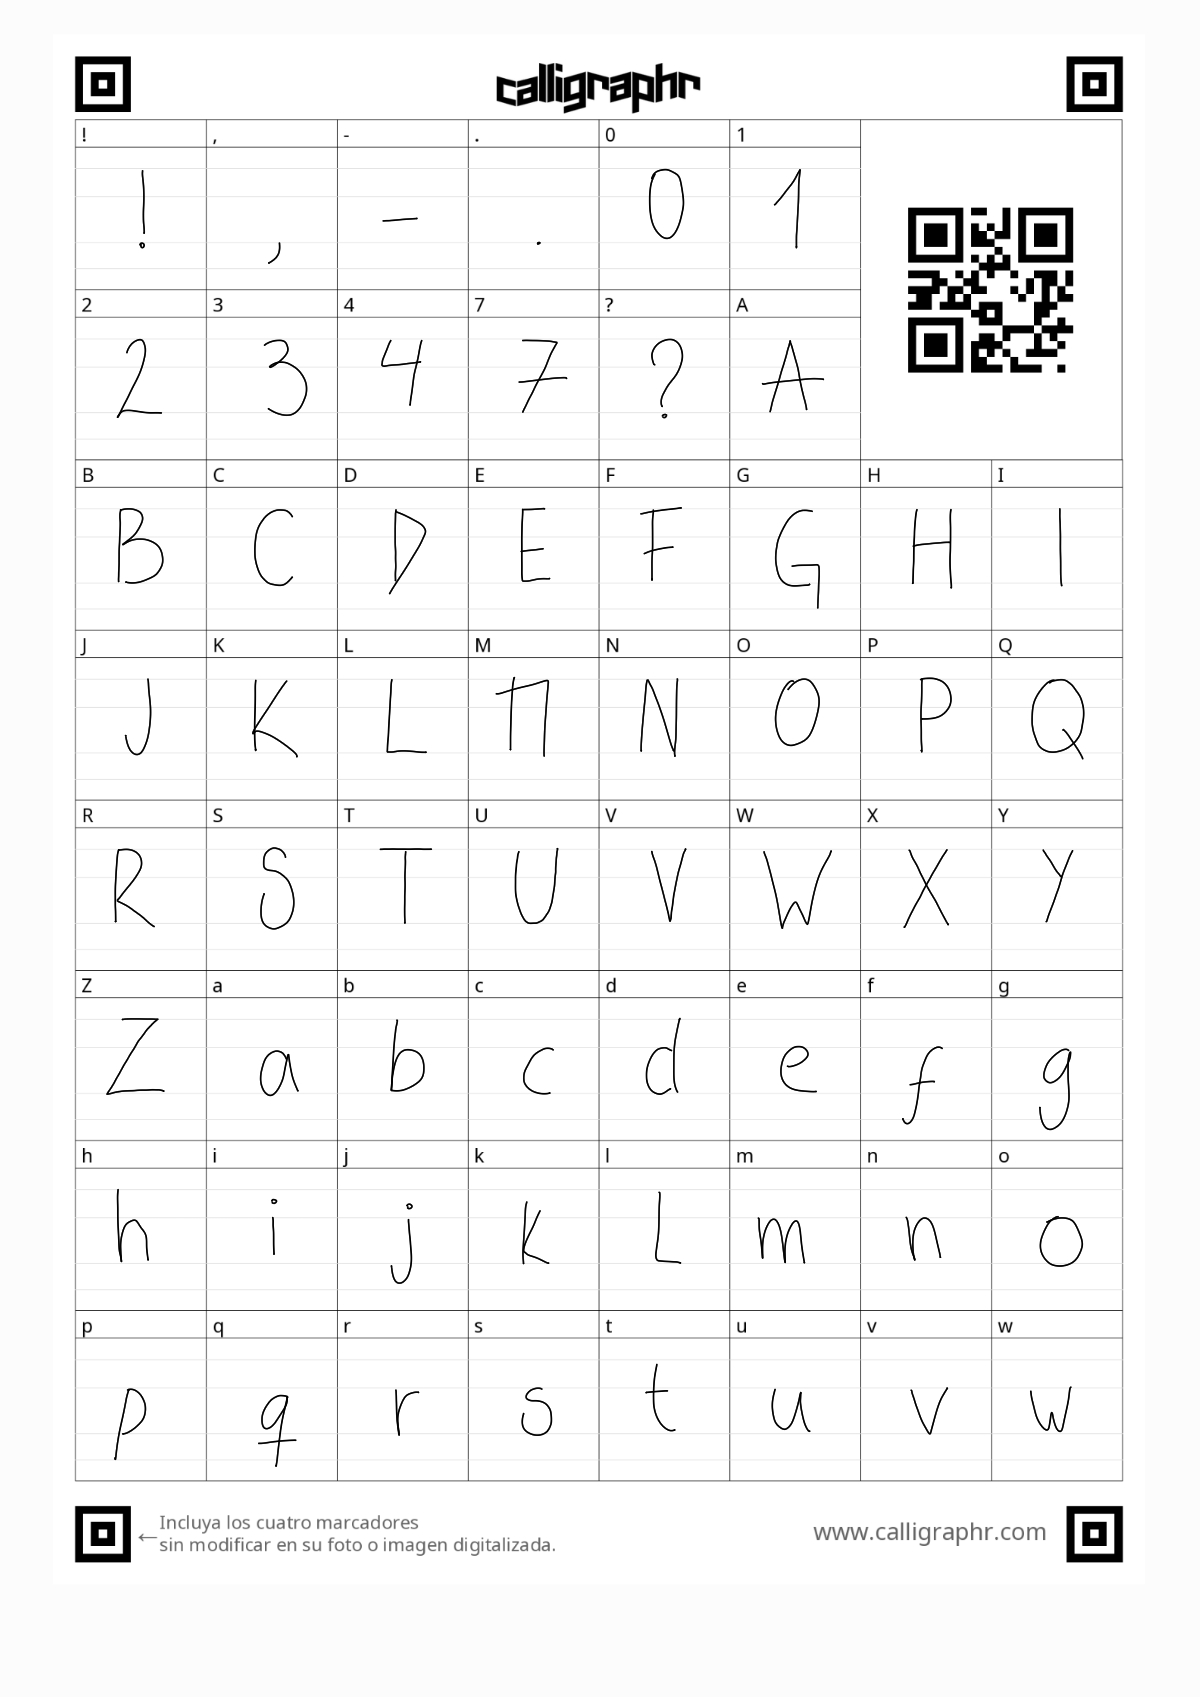 calligraphr
! , - . 0 1
! , - . 0 1
2 3 4 7 ? A
2 3 4 7 ? A
B C D E F G H I
B C D E F G H I
J K L M N O P Q
J K L M N O P Q
R S T U V W X Y
R S T U V W X Y
Z a b c d e f g
Z a b c d e f g
h i j k l m n o
h i j k L m n o
p q r s t u v w
p q r s t u v w
← Incluya los cuatro marcadores
sin modificar en su foto o imagen digitalizada.
www.calligraphr.com